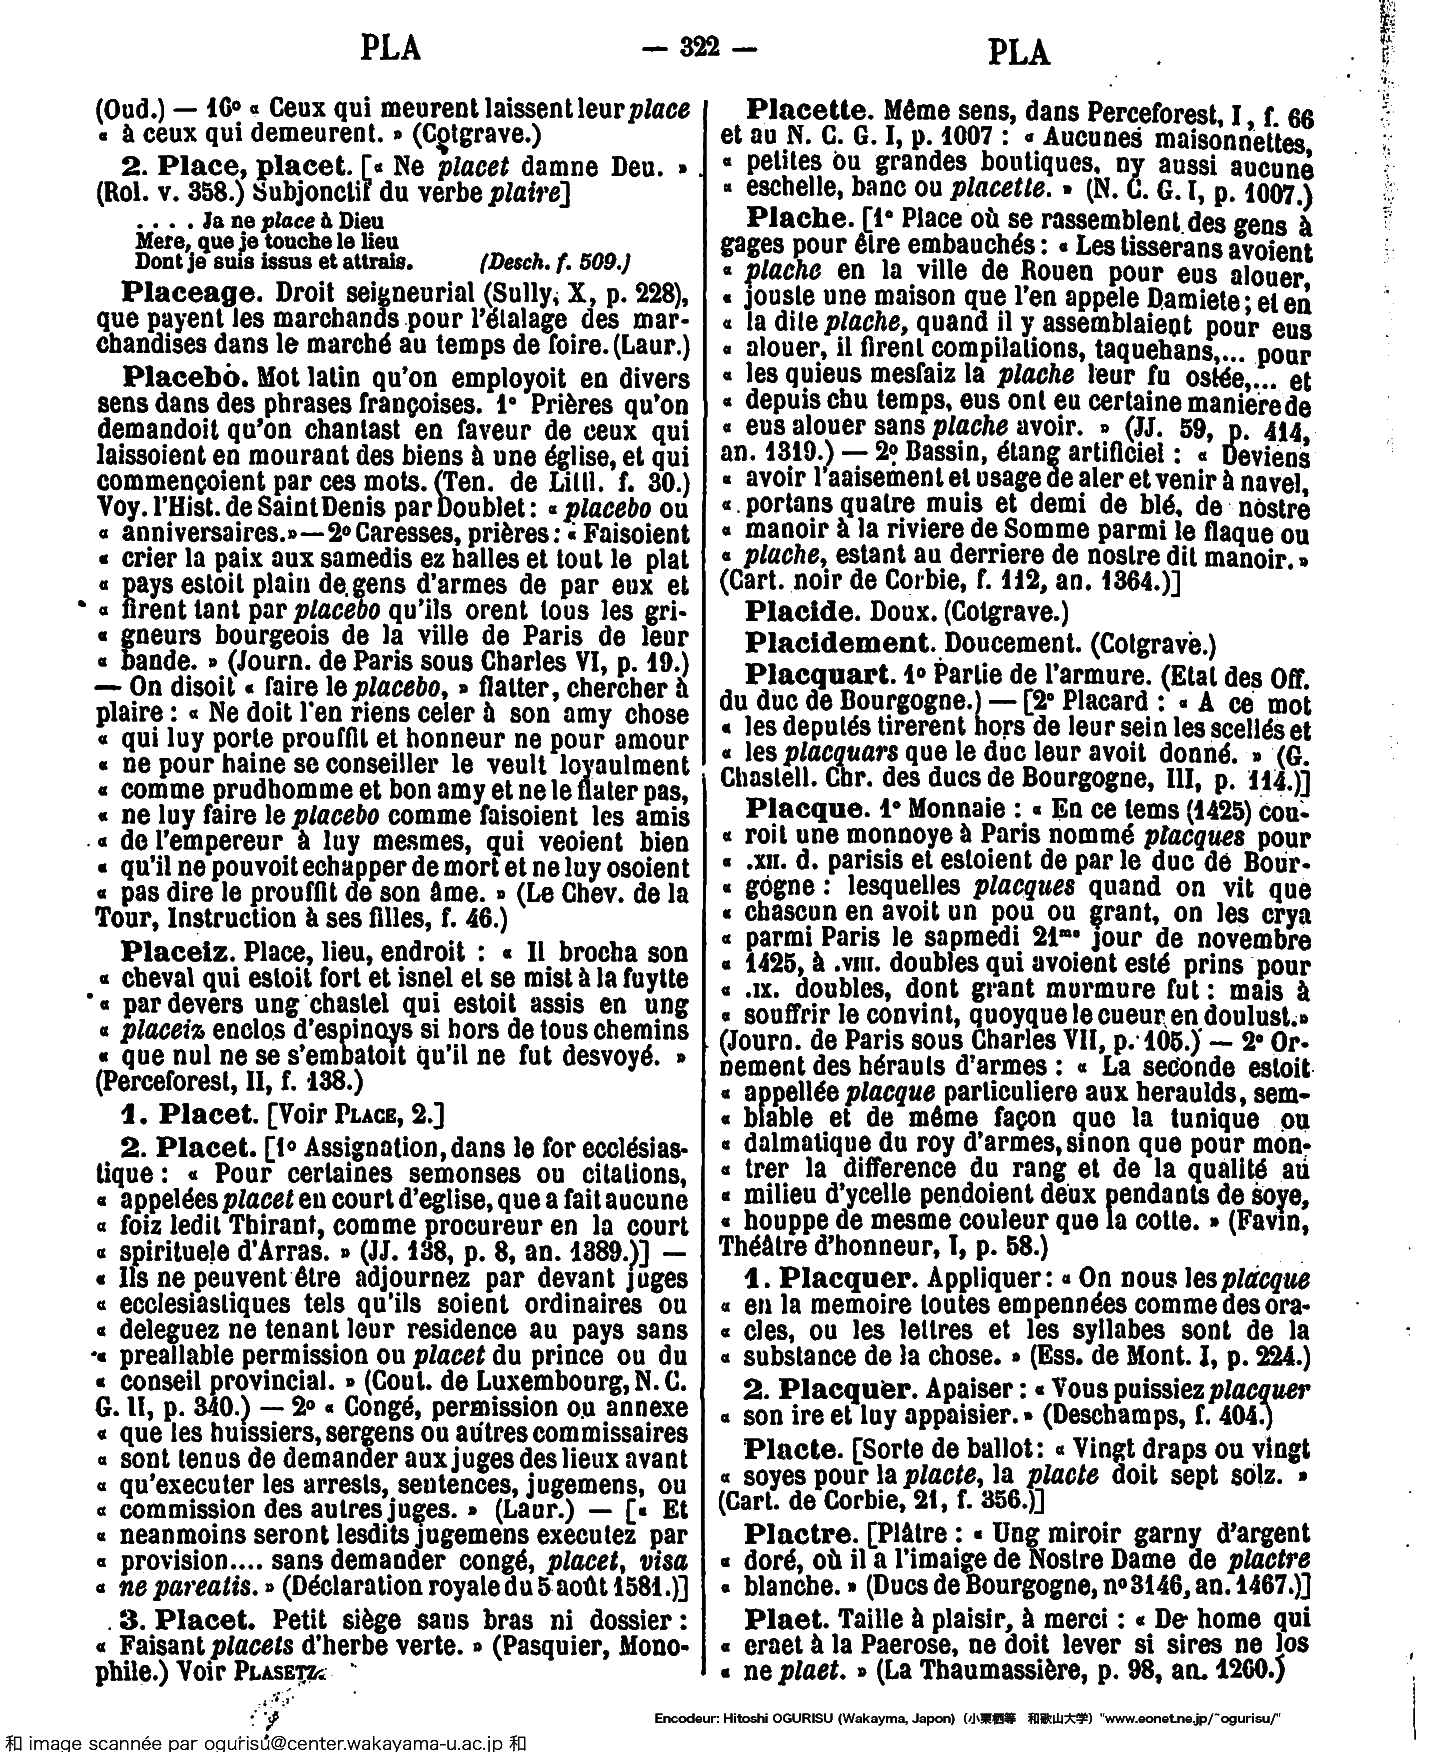 PLA
— 322 —
PLA
(Oud.) — 16º « Ceux qui meurent laissent leur place
« à ceux qui demeurent. » (Cotgrave.)
2. Place, placet. [« Ne placet damne Deu. »
(Rol. v. 358.) Subjonctif du verbe plaire]
. . . . Ja ne place à Dieu
Mere, que je touche le lieu
Dont je suis issus et attrais. (Desch. f. 509.)
Placeage. Droit seigneurial (Sully, X, p. 228),
que payent les marchands pour l'étalage des mar-
chandises dans le marché au temps de foire. (Laur.)
Placebo. Mot latin qu'on employoit en divers
sens dans des phrases françoises. 1º Prières qu'on
demandoit qu'on chantast en faveur de ceux qui
laissoient en mourant des biens à une église, et qui
commençoient par ces mots. (Ten. de Littl. f. 30.)
Voy. l'Hist. de Saint Denis par Doublet : « placebo ou
« anniversaires. » — 2º Caresses, prières : « Faisoient
« crier la paix aux samedis ez halles et tout le plat
« pays estoit plain de gens d'armes de par eux et
« firent tant par placebo qu'ils orent tous les gri-
« gneurs bourgeois de la ville de Paris de leur
« bande. » (Journ. de Paris sous Charles VI, p. 19.)
— On disoit « faire le placebo, » flatter, chercher à
plaire : « Ne doit l'en riens celer à son amy chose
« qui luy porte prouffit et honneur ne pour amour
« ne pour haine se conseiller le veult loyaulment
« comme prudhomme et bon amy et ne le flater pas,
« ne luy faire le placebo comme faisoient les amis
« de l'empereur à luy mesmes, qui veoient bien
« qu'il ne pouvoit echapper de mort et ne luy osoient
« pas dire le prouffit de son âme. » (Le Chev. de la
Tour, Instruction à ses filles, f. 46.)
Placeiz. Place, lieu, endroit : « Il brocha son
« cheval qui estoit fort et isnel et se mist à la fuytte
« par devers ung chastel qui estoit assis en ung
« placeiz enclos d'espinoys si hors de tous chemins
« que nul ne se s'embatoit qu'il ne fut desvoyé. »
(Perceforest, II, f. 138.)
1. Placet. [Voir PLACE, 2.]
2. Placet. [1º Assignation, dans le for ecclésias-
tique : « Pour certaines semonses ou citations,
« appelées placet en court d'eglise, que a fait aucune
« foiz ledit Thirant, comme procureur en la court
« spirituele d'Arras. » (JJ. 138, p. 8, an. 1389.)] —
« Ils ne peuvent être adjournez par devant juges
« ecclesiastiques tels qu'ils soient ordinaires ou
« deleguez ne tenant leur residence au pays sans
« preallable permission ou placet du prince ou du
« conseil provincial. » (Cout. de Luxembourg, N. C.
G. II, p. 340.) — 2º « Congé, permission ou annexe
« que les huissiers, sergens ou autres commissaires
« sont tenus de demander aux juges des lieux avant
« qu'executer les arrests, sentences, jugemens, ou
« commission des autres juges. » (Laur.) — [« Et
« neanmoins seront lesdits jugemens executez par
« provision.... sans demander congé, placet, visa
« ne pareatis. » (Déclaration royale du 5 août 1581.)]
3. Placet. Petit siège sans bras ni dossier :
« Faisant placets d'herbe verte. » (Pasquier, Mono-
phile.) Voir PLASETZ.
Placette. Même sens, dans Perceforest, I, f. 66
et au N. C. G. I, p. 1007 : « Aucunes maisonnettes,
« petites ou grandes boutiques, ny aussi aucune
« eschelle, banc ou placette. » (N. C. G. I, p. 1007.)
Plache. [1º Place où se rassemblent des gens à
gages pour être embauchés : « Les tisserans avoient
« plache en la ville de Rouen pour eus alouer,
« jouste une maison que l'en appele Damiete ; et en
« la dite plache, quand il y assemblaient pour eus
« alouer, il firent compilations, taquehans,... pour
« les quieus mesfaiz la plache leur fu ostée,... et
« depuis chu temps, eus ont eu certaine maniere de
« eus alouer sans plache avoir. » (JJ. 59, p. 414,
an. 1319.) — 2º Bassin, étang artificiel : « Deviens
« avoir l'aaisement et usage de aler et venir à navel,
« portans quatre muis et demi de blé, de nostre
« manoir à la riviere de Somme parmi le flaque ou
« plache, estant au derriere de nostre dit manoir. »
(Cart. noir de Corbie, f. 112, an. 1364.)]
Placide. Doux. (Cotgrave.)
Placidement. Doucement. (Cotgrave.)
Placquart. 1º Partie de l'armure. (Etat des Off.
du duc de Bourgogne.) — [2º Placard : « A ce mot
« les deputés tirerent hors de leur sein les scellés et
« les placquars que le duc leur avoit donné. » (G.
Chastell. Chr. des ducs de Bourgogne, III, p. 114.)]
Placque. 1º Monnaie : « En ce tems (1425) cou-
« roit une monnoye à Paris nommé placques pour
« .XII. d. parisis et estoient de par le duc de Bour-
« gogne : lesquelles placques quand on vit que
« chascun en avoit un pou ou grant, on les crya
« parmi Paris le sapmedi 21me jour de novembre
« 1425, à .VIII. doubles qui avoient esté prins pour
« .IX. doubles, dont grant murmure fut : mais à
« souffrir le convint, quoyque le cueur en doulust. »
(Journ. de Paris sous Charles VII, p. 105.) — 2º Or-
nement des hérauts d'armes : « La seconde estoit
« appellée placque particuliere aux heraulds, sem-
« blable et de même façon que la tunique ou
« dalmatique du roy d'armes, sinon que pour mon-
« trer la difference du rang et de la qualité au
« milieu d'ycelle pendoient deux pendants de soye,
« houppe de mesme couleur que la cotte. » (Favin,
Théâtre d'honneur, I, p. 58.)
1. Placquer. Appliquer : « On nous les placque
« en la memoire toutes empennées comme des ora-
« cles, ou les lettres et les syllabes sont de la
« substance de la chose. » (Ess. de Mont. I, p. 224.)
2. Placquer. Apaiser : « Vous puissiez placquer
« son ire et luy appaisier. » (Deschamps, f. 404.)
Placte. [Sorte de ballot : « Vingt draps ou vingt
« soyes pour la placte, la placte doit sept solz. »
(Cart. de Corbie, 21, f. 356.)]
Plactre. [Plâtre : « Ung miroir garny d'argent
« doré, où il a l'imaige de Nostre Dame de plactre
« blanche. » (Ducs de Bourgogne, nº 3146, an. 1467.)]
Plaet. Taille à plaisir, à merci : « De home qui
« ernet à la Paerose, ne doit lever si sires ne los
« ne plaet. » (La Thaumassière, p. 98, an. 1260.)
Encodeur: Hitoshi OGURISU (Wakayma, Japon) (小栗栖等 和歌山大学) "www.eonet.ne.jp/~ogurisu/"
和 image scannée par ogurisu@center.wakayama-u.ac.jp 和